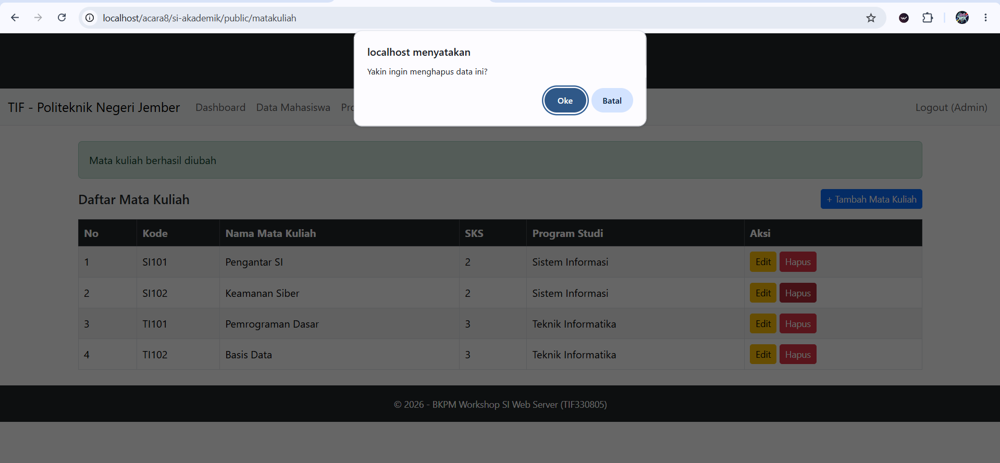 localhost/acara8/si-akademik/public/matakuliah
localhost menyatakan
Yakin ingin menghapus data ini?
Oke Batal
TIF - Politeknik Negeri Jember Dashboard Data Mahasiswa Logout (Admin)
Mata kuliah berhasil diubah
Daftar Mata Kuliah + Tambah Mata Kuliah
No Kode Nama Mata Kuliah SKS Program Studi Aksi
1 SI101 Pengantar SI 2 Sistem Informasi Edit Hapus
2 SI102 Keamanan Siber 2 Sistem Informasi Edit Hapus
3 TI101 Pemrograman Dasar 3 Teknik Informatika Edit Hapus
4 TI102 Basis Data 3 Teknik Informatika Edit Hapus
© 2026 - BKPM Workshop SI Web Server (TIF330805)